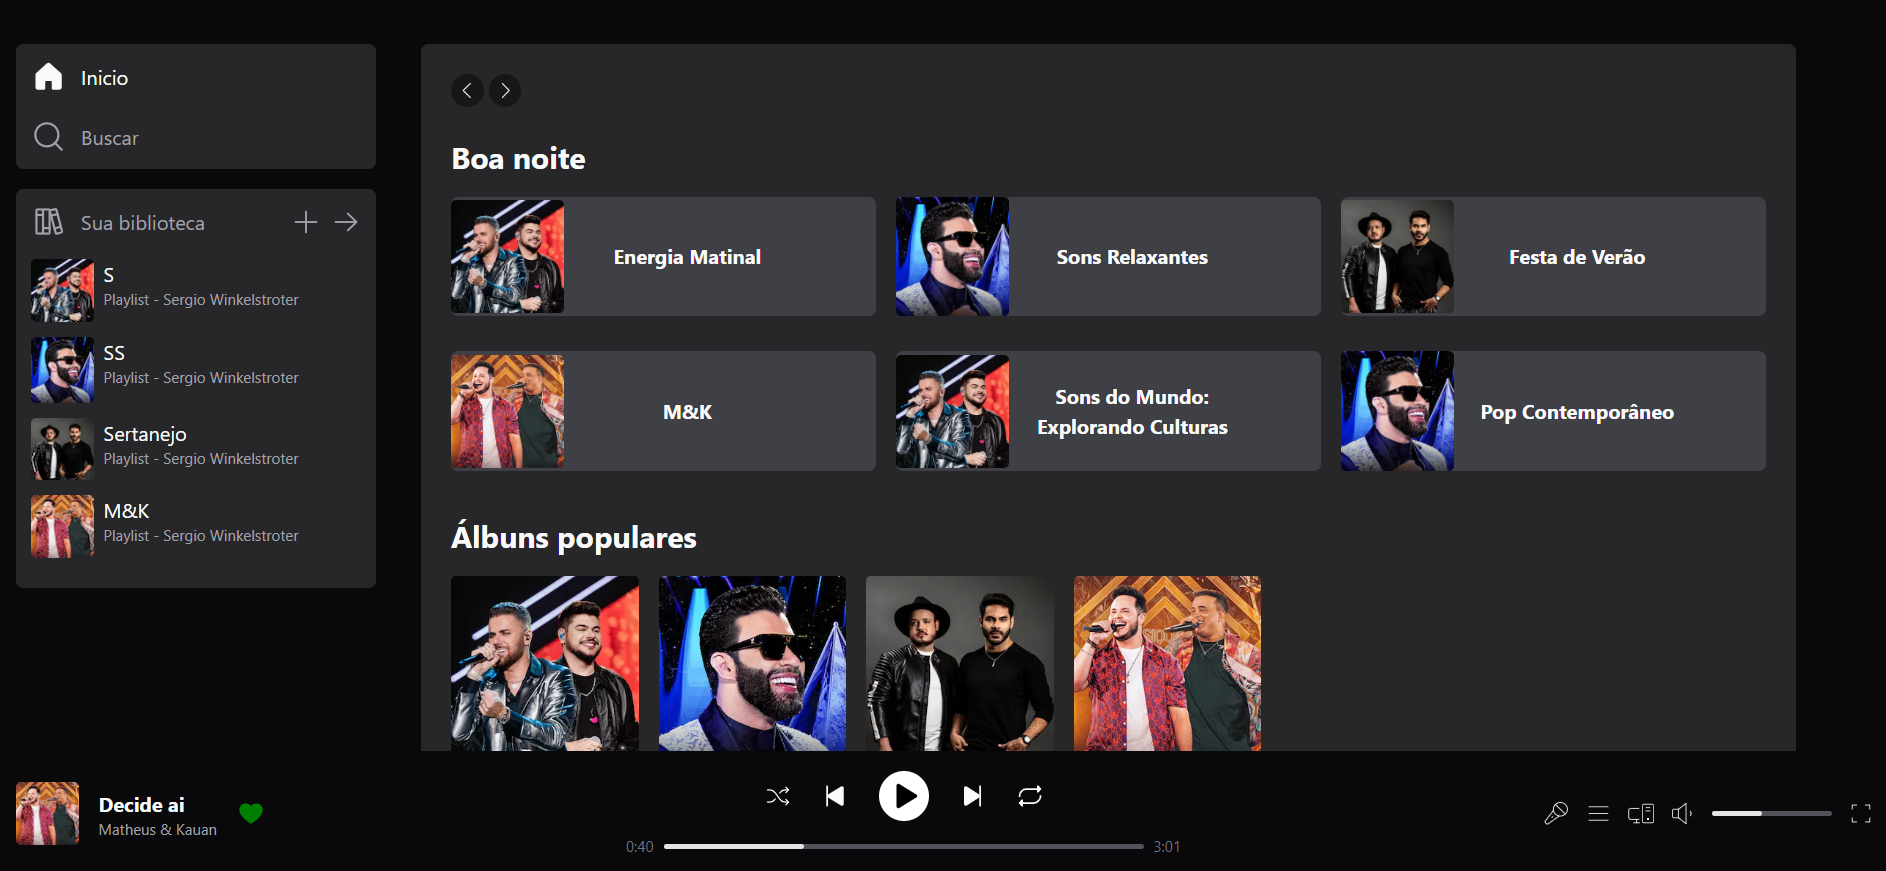 Inicio
Buscar
Sua biblioteca
S
Playlist - Sergio Winkelstroter
SS
Playlist - Sergio Winkelstroter
Sertanejo
Playlist - Sergio Winkelstroter
M&K
Playlist - Sergio Winkelstroter
Boa noite
Energia Matinal
Sons Relaxantes
Festa de Verão
M&K
Sons do Mundo:
Explorando Culturas
Pop Contemporâneo
Álbuns populares
Decide ai
Matheus & Kauan
0:40
3:01